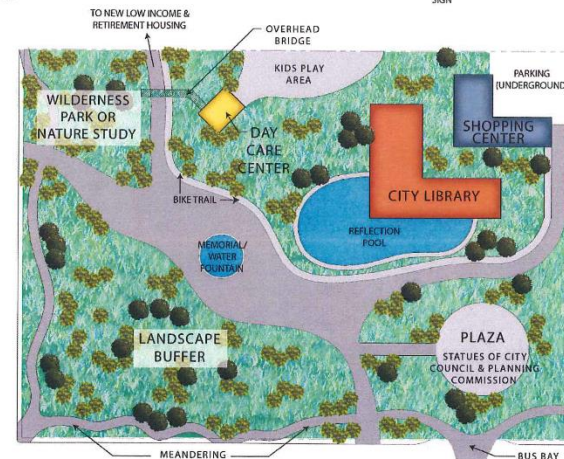 SIGN
TO NEW LOW INCOME &
RETIREMENT HOUSING
OVERHEAD
BRIDGE
KIDS PLAY
AREA
PARKING
(UNDERGROUND
WILDERNESS
PARK OR
NATURE STUDY
DAY
CARE
CENTER
SHOPPING
CENTER
CITY LIBRARY
BIKE TRAIL
REFLECTION
POOL
MEMORIAL/
WATER
FOUNTAIN
LANDSCAPE
BUFFER
PLAZA
STATUES OF CITY
COUNCIL & PLANNING
COMMISSION
MEANDERING
BUS BAY